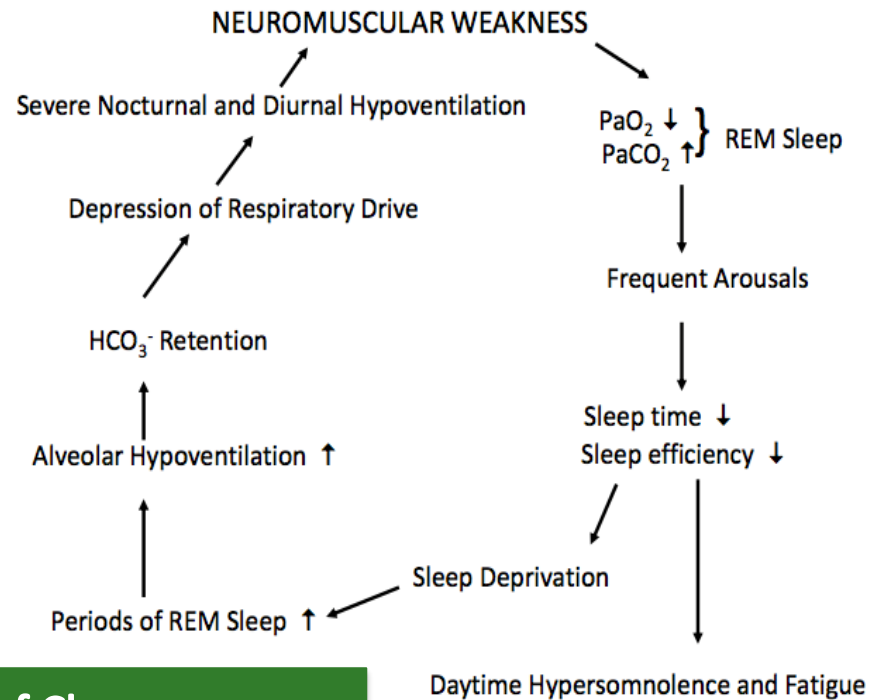 NEUROMUSCULAR WEAKNESS
Severe Nocturnal and Diurnal Hypoventilation
PaO₂ ↓
PaCO₂ ↑
} REM Sleep
Depression of Respiratory Drive
Frequent Arousals
HCO₃⁻ Retention
Sleep time ↓
Alveolar Hypoventilation ↑
Sleep efficiency ↓
Sleep Deprivation
Periods of REM Sleep ↑
Daytime Hypersomnolence and Fatigue